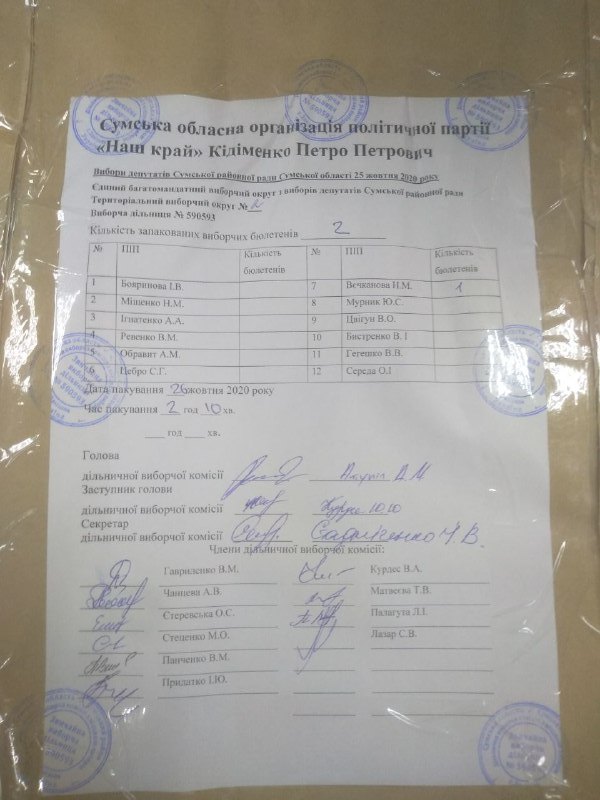 Сумська обласна організація політичної партії
«Наш край» Кідіменко Петро Петрович
Вибори депутатів Сумської районної ради Сумської області 25 жовтня 2020 року
Єдиний багатомандатний виборчий округ з виборів депутатів Сумської районної ради
Територіальний виборчий округ №
Виборча дільниця № 590593
Кількість запакованих виборчих бюлетенів 2
№ ПІП Кількість бюлетенів № ПІП Кількість бюлетенів
1 Бояринова І.В. 7 Вєчканова Н.М. 1
2 Міщенко Н.М. 8 Мурник Ю.С.
3 Ігнатенко А.А. 9 Цвігун В.О.
4 Ревенко В.М. 10 Бистренко В.І
5 Обравит А.М. 11 Гетешко В.В.
6 Цебро С.Г. 12 Середа О.І
Дата пакування 26 жовтня 2020 року
Час пакування 2 год 10 хв.
год хв.
Голова
дільничної виборчої комісії
Заступник голови
дільничної виборчої комісії
Секретар
дільничної виборчої комісії
Члени дільничної виборчої комісії:
Гавриленко В.М. Курдес В.А.
Чанцева А.В. Матвєєва Т.В.
Стеревська О.С. Палагута Л.І.
Стеценко М.О. Лазар С.В.
Панченко В.М.
Придатко І.Ю.